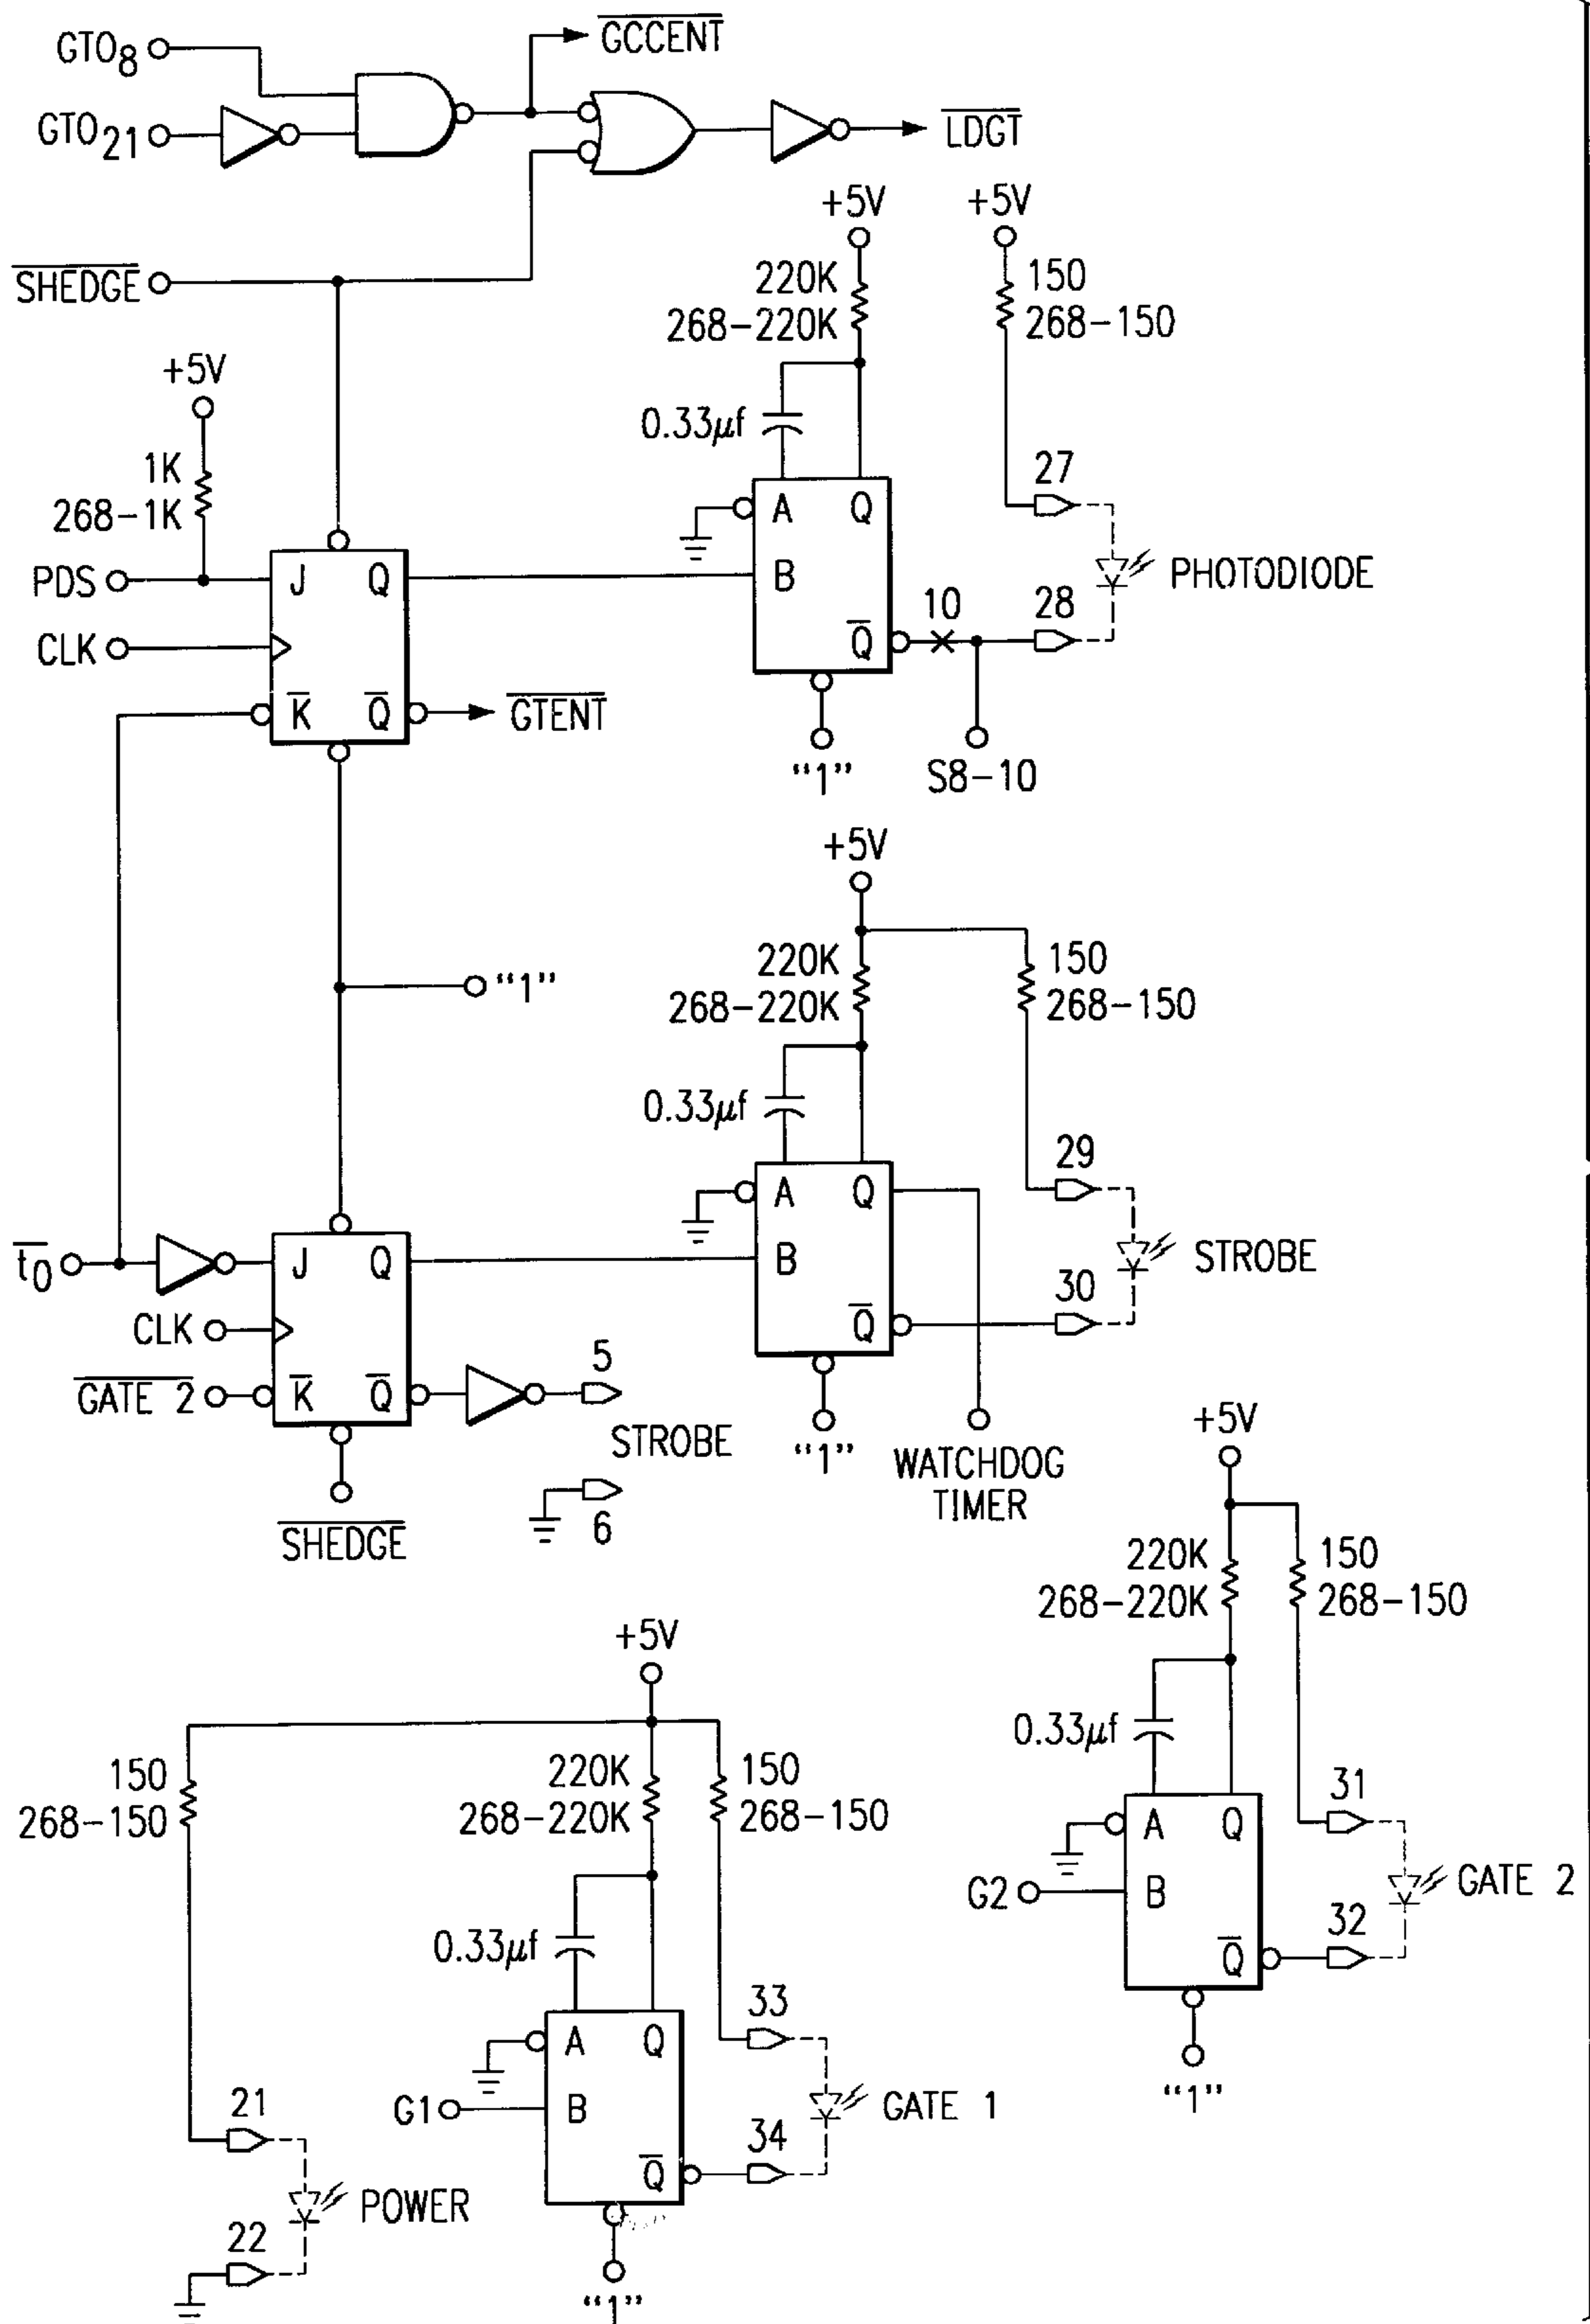 GTO8
GCCENT
GTO21
LDGT
SHEDGE
+5V
+5V
220K
268-220K
150
268-150
+5V
1K
268-1K
0.33μf
27
A
Q
PDS
J
Q
B
PHOTODIODE
CLK
10
28
Q
K
Q
GTENT
"1"
S8-10
+5V
"1"
220K
268-220K
150
268-150
0.33μf
29
A
Q
t0
J
Q
B
STROBE
CLK
30
Q
GATE 2
K
Q
5
STROBE
"1"
WATCHDOG
TIMER
6
SHEDGE
+5V
220K
268-220K
150
268-150
+5V
0.33μf
150
268-150
220K
268-220K
150
268-150
31
A
Q
G2
B
GATE 2
32
Q
0.33μf
33
A
Q
"1"
21
G1
B
GATE 1
34
Q
POWER
22
"1"